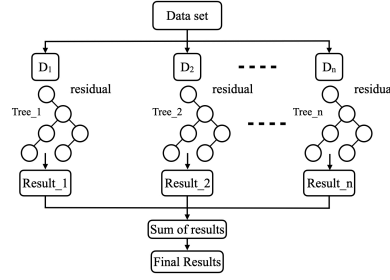 Data set
D1 D2 Dn
residual residual residual
Tree_1 Tree_2 Tree_n
Result_1 Result_2 Result_n
Sum of results
Final Results